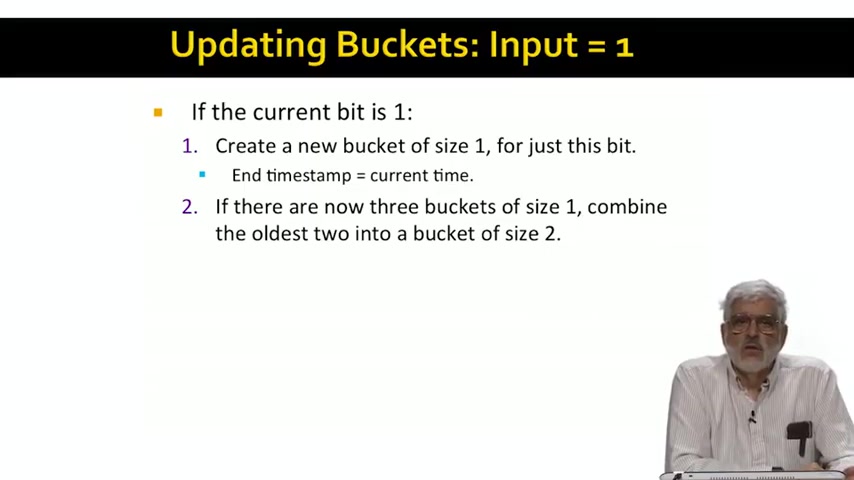 Updating Buckets: Input = 1
If the current bit is 1:
1. Create a new bucket of size 1, for just this bit.
End timestamp = current time.
2. If there are now three buckets of size 1, combine
the oldest two into a bucket of size 2.